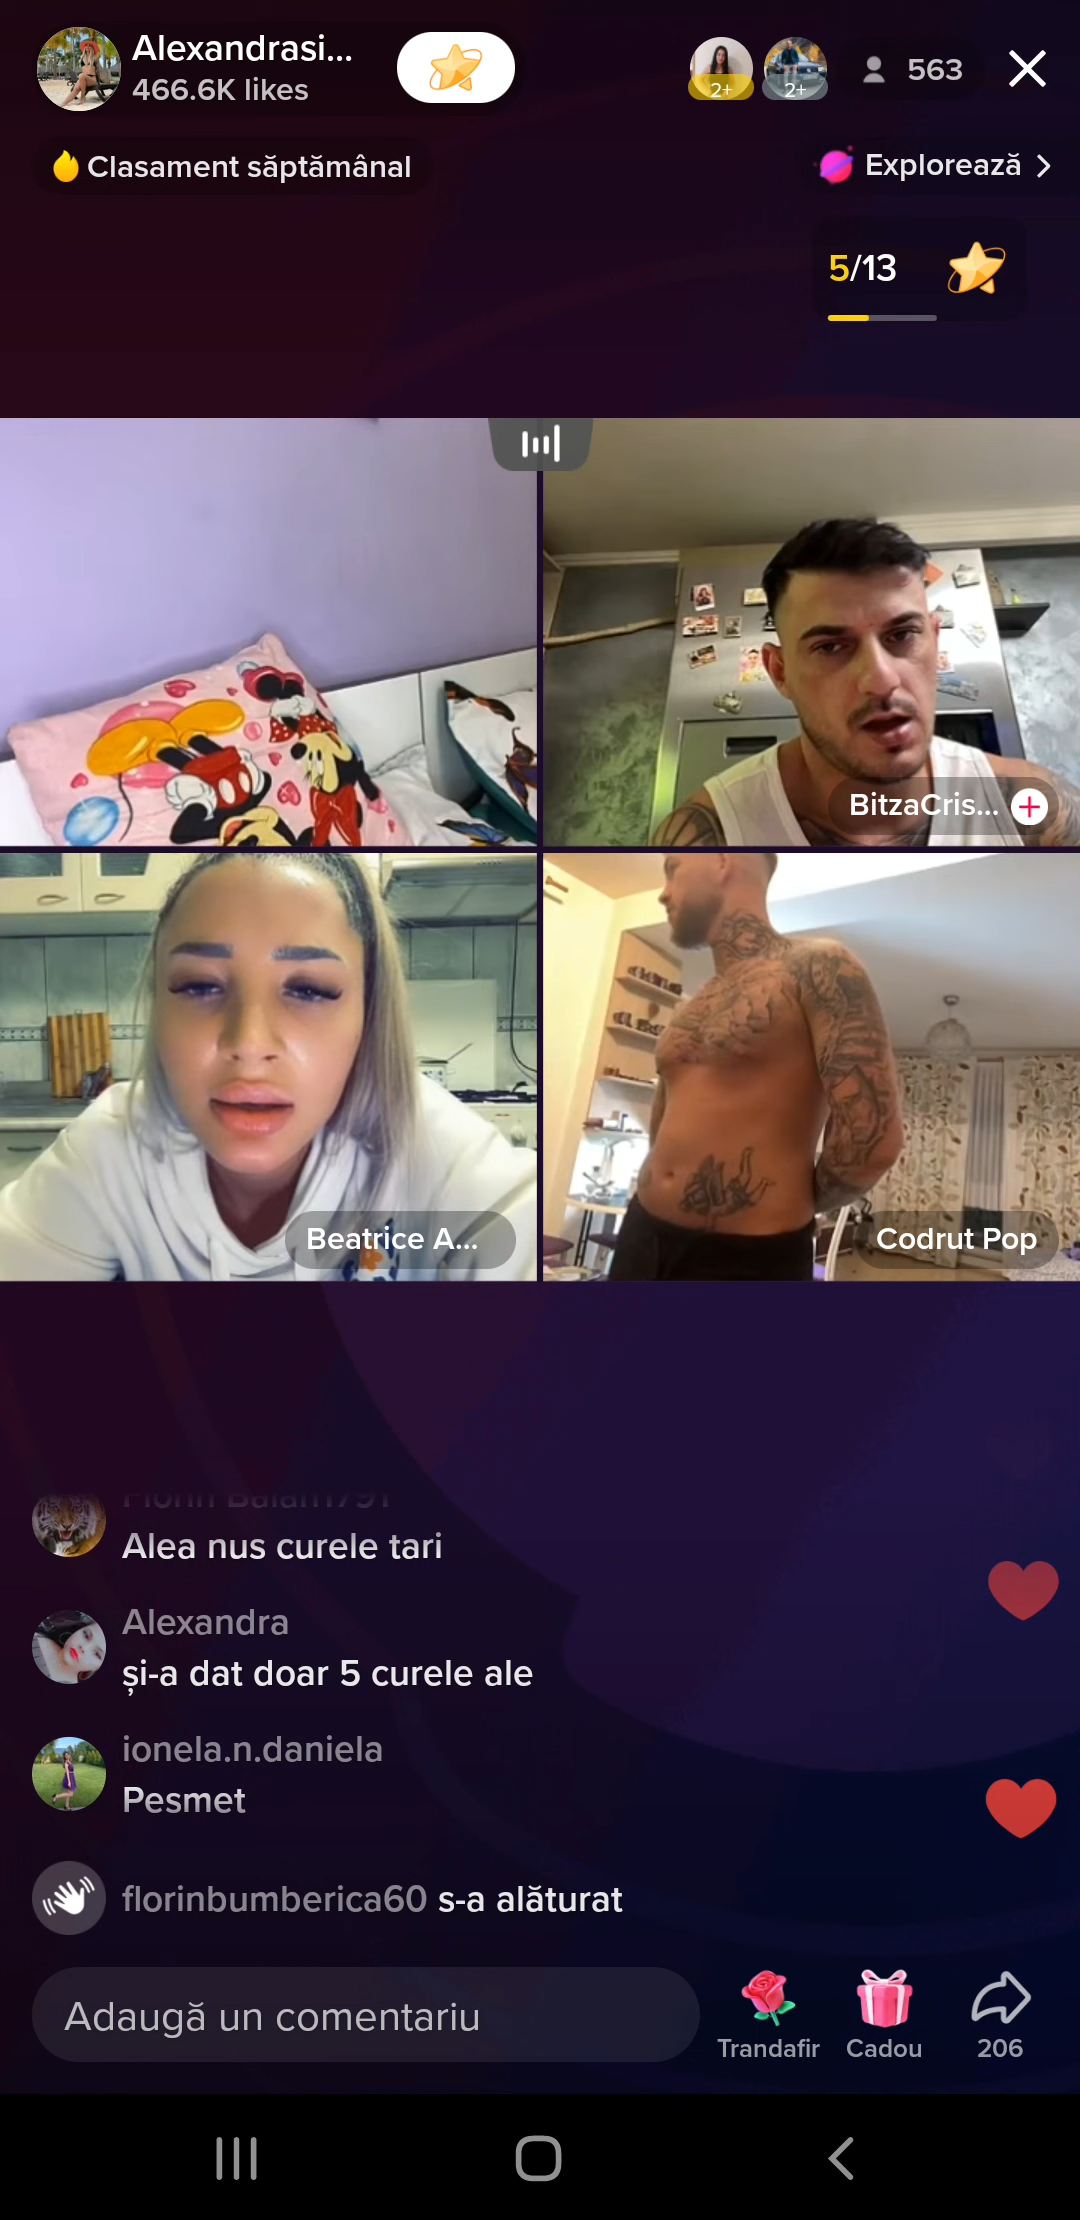 Alexandrasi...
466.6K likes
2+
2+
563
Clasament săptămânal
Explorează
5/13
BitzaCris...
Beatrice A...
Codrut Pop
Alea nus curele tari
Alexandra
și-a dat doar 5 curele ale
ionela.n.daniela
Pesmet
florinbumberica60 s-a alăturat
Adaugă un comentariu
Trandafir
Cadou
206